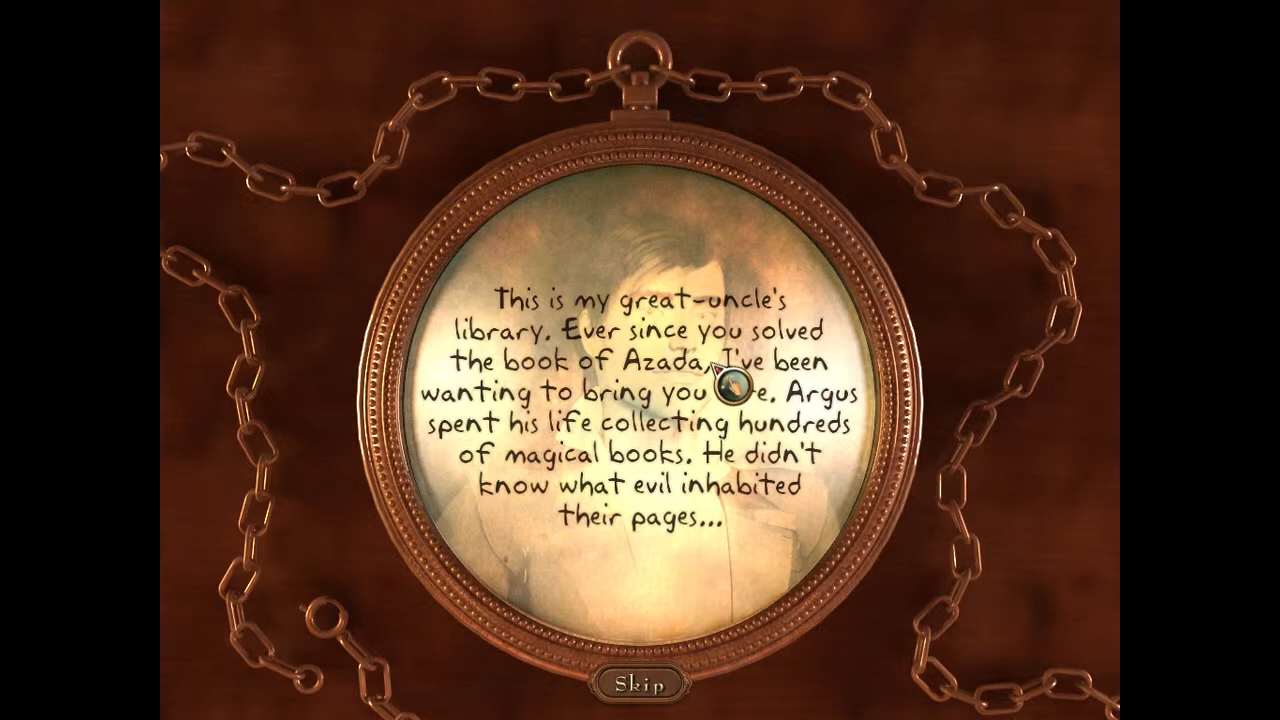 This is my great-uncle's
library. Ever since you solved
the book of Azada, I've been
wanting to bring you Argus
spent his life collecting hundreds
of magical books. He didn't
know what evil inhabited
their pages...
Skip